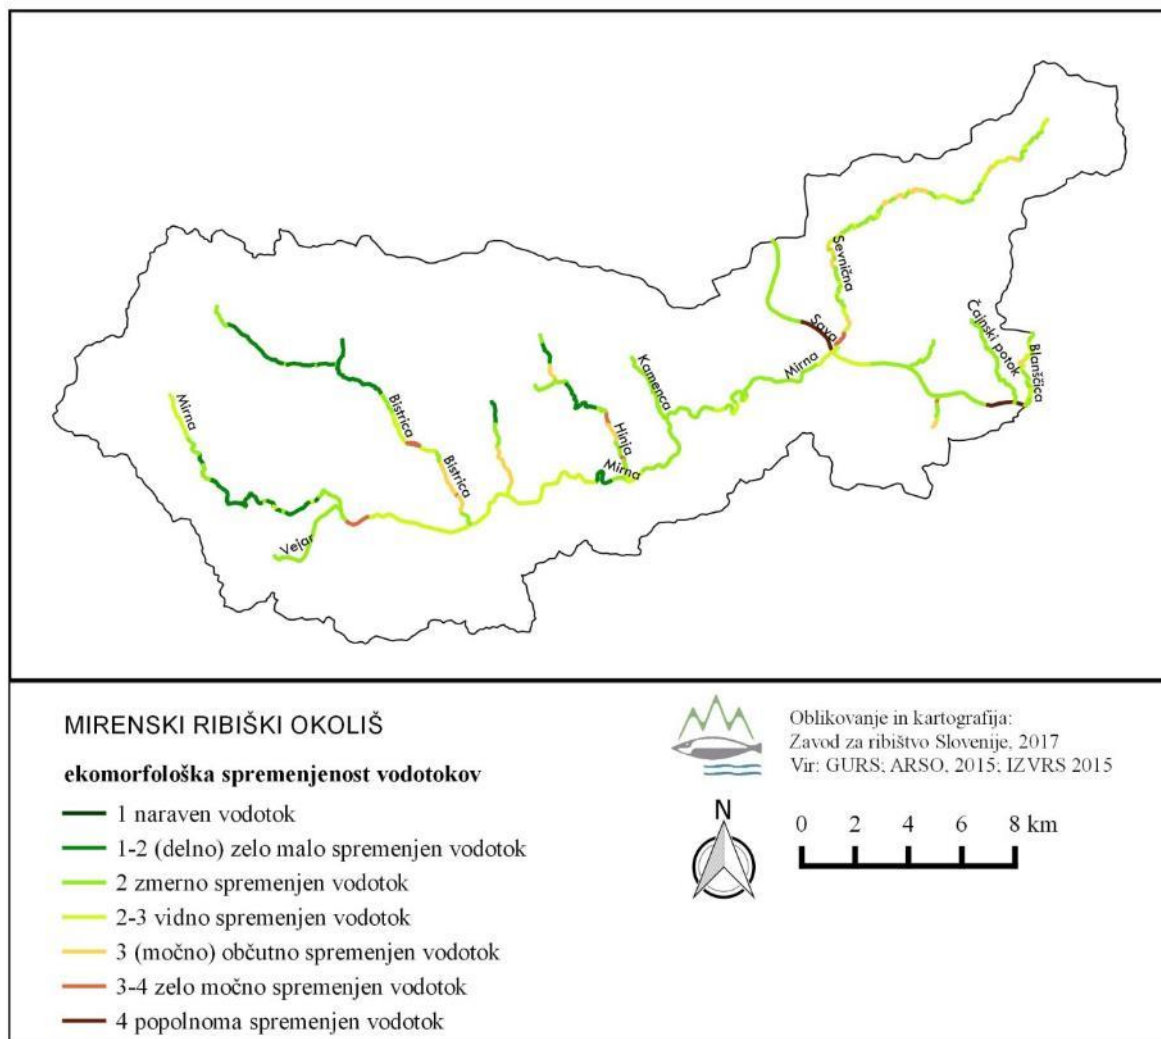 Sevnična
Čajnski potok
Sava
Blanščica
Kamenca
Mirna
Mirna
Bistrica
Hinja
Bistrica
Mirna
Vejar
MIRENSKI RIBIŠKI OKOLIŠ
ekomorfološka spremenjenost vodotokov
1 naraven vodotok
1-2 (delno) zelo malo spremenjen vodotok
2 zmerno spremenjen vodotok
2-3 vidno spremenjen vodotok
3 (močno) občutno spremenjen vodotok
3-4 zelo močno spremenjen vodotok
4 popolnoma spremenjen vodotok
Oblikovanje in kartografija:
Zavod za ribištvo Slovenije, 2017
Vir: GURS; ARSO, 2015; IZVRS 2015
N
0 2 4 6 8 km